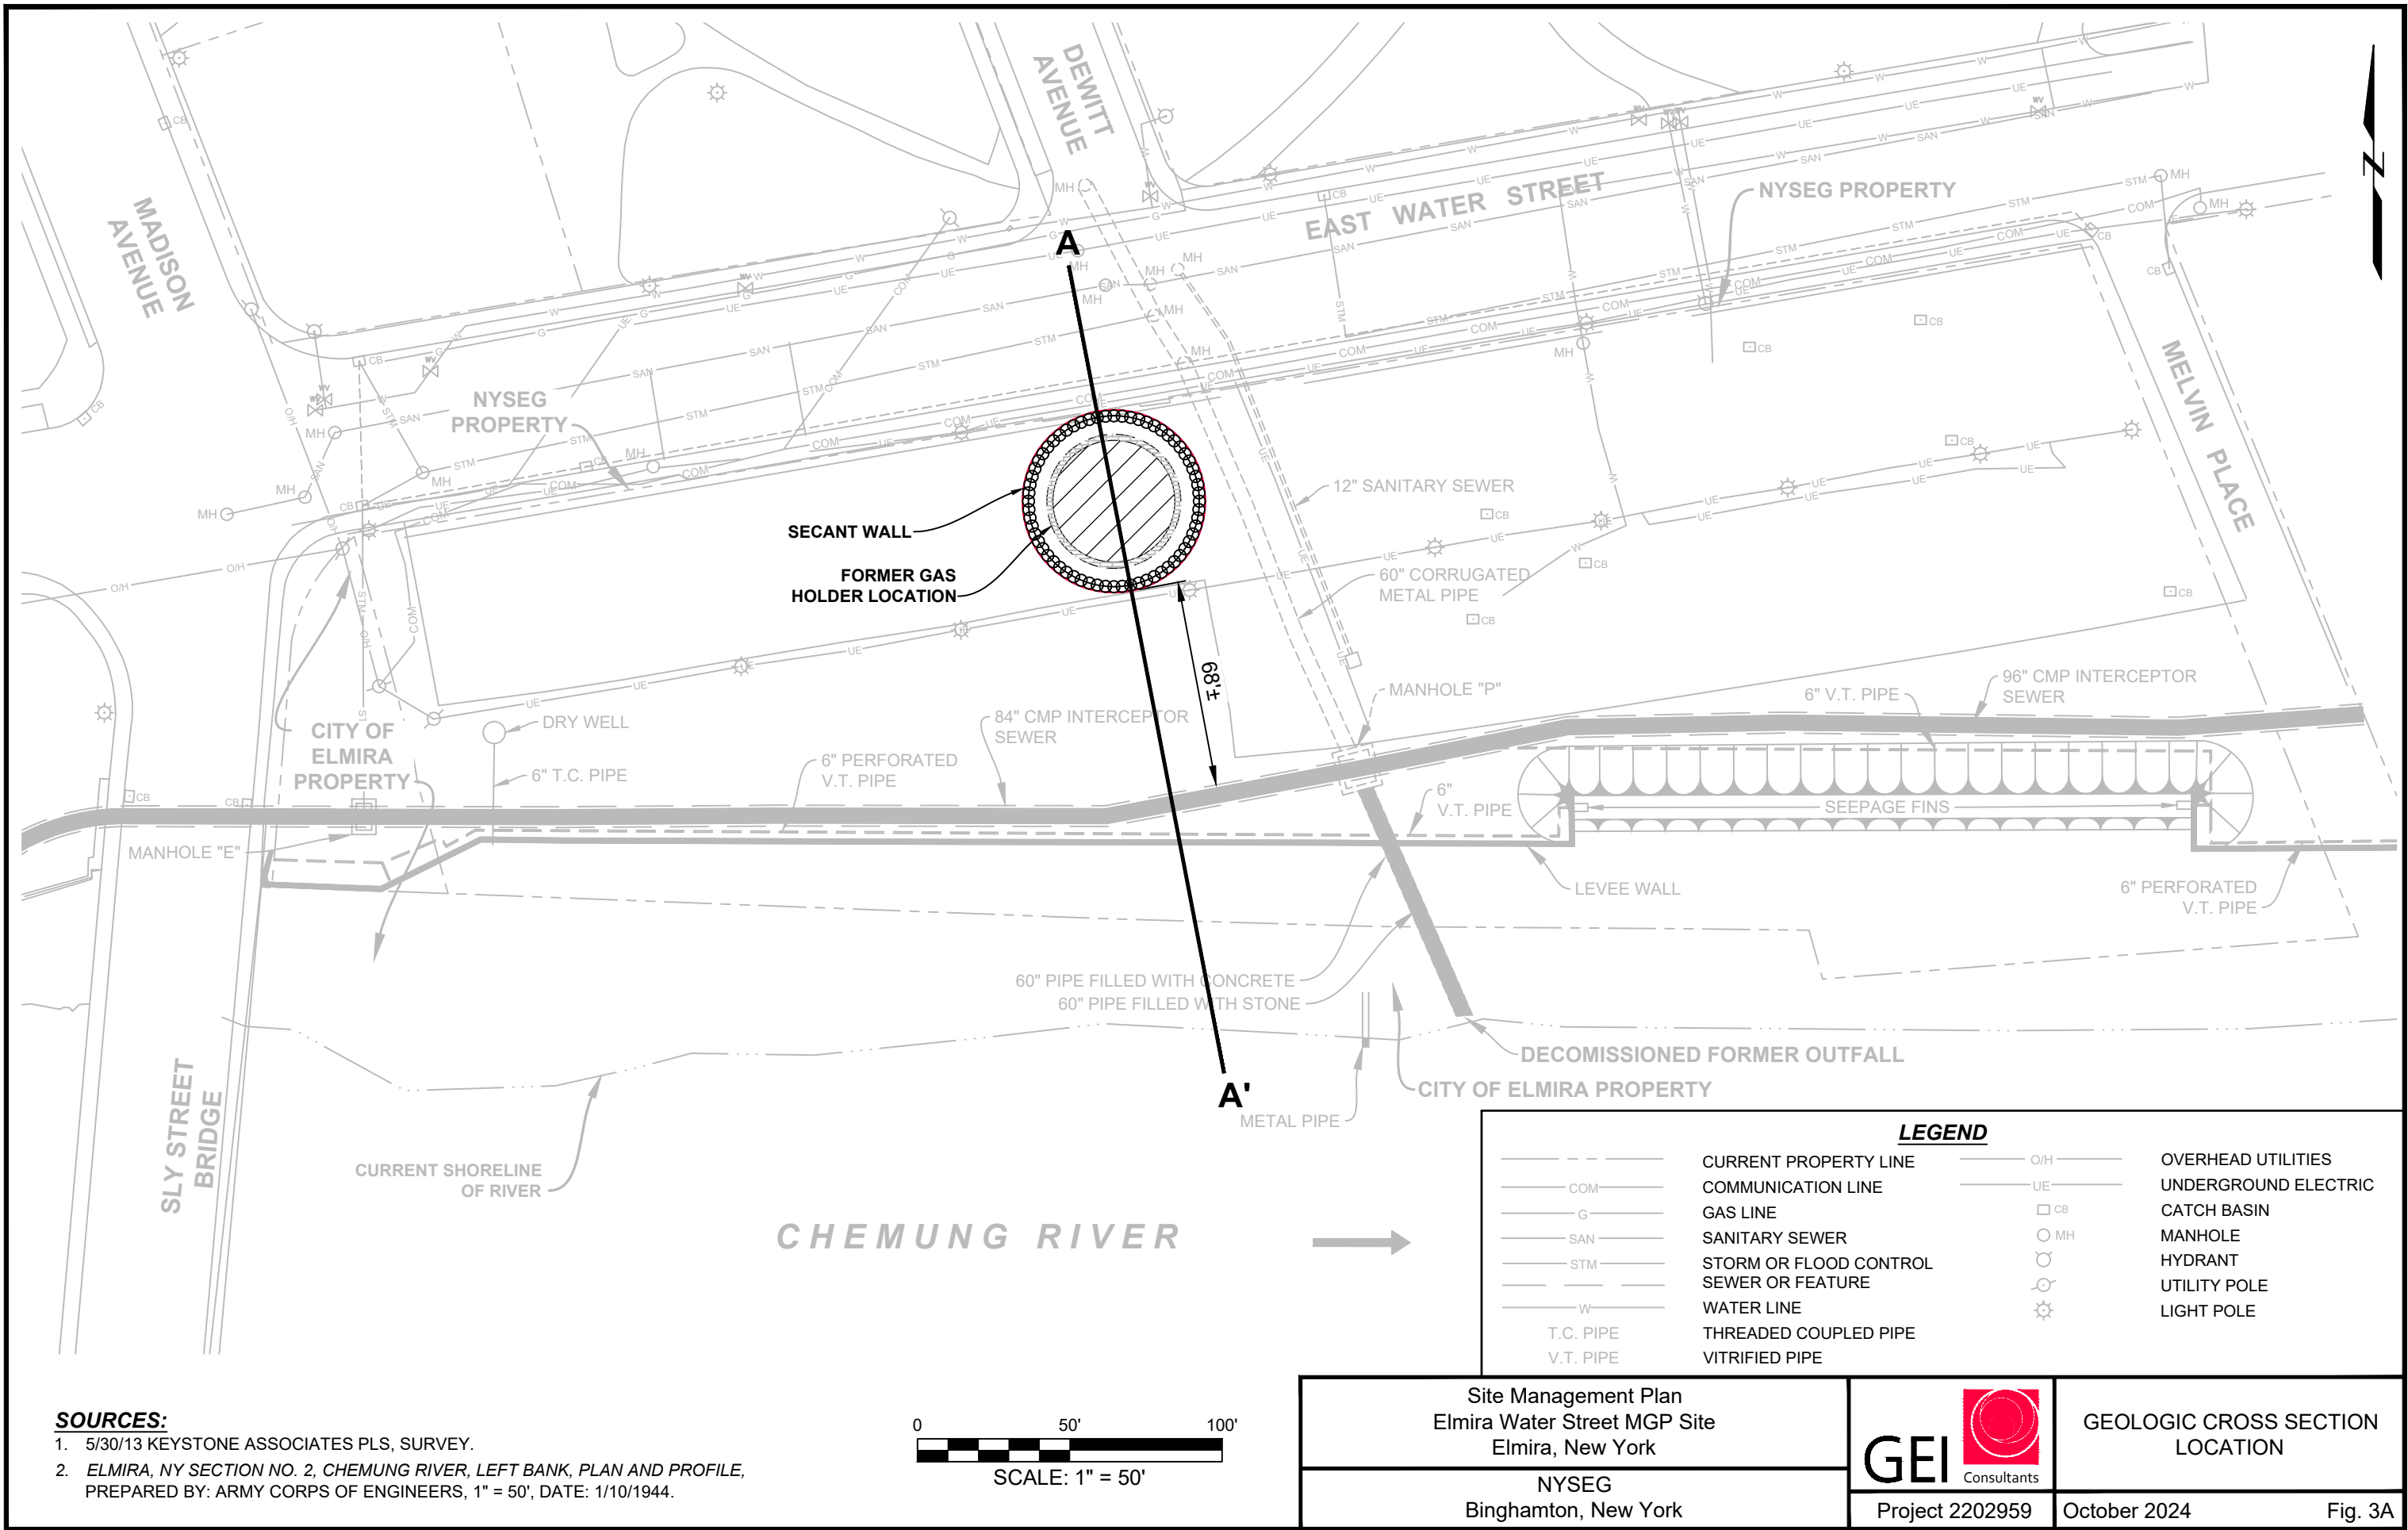 DEWITT
AVENUE
MADISON
AVENUE
EAST WATER STREET
NYSEG PROPERTY
N
A
NYSEG
PROPERTY
MELVIN PLACE
12" SANITARY SEWER
SECANT WALL
FORMER GAS
HOLDER LOCATION
60" CORRUGATED
METAL PIPE
68'±
MANHOLE "P"
96" CMP INTERCEPTOR
SEWER
6" V.T. PIPE
DRY WELL
84" CMP INTERCEPTOR
SEWER
CITY OF
ELMIRA
PROPERTY
6" T.C. PIPE
6" PERFORATED
V.T. PIPE
6"
V.T. PIPE
SEEPAGE FINS
MANHOLE "E"
LEVEE WALL
6" PERFORATED
V.T. PIPE
60" PIPE FILLED WITH CONCRETE
60" PIPE FILLED WITH STONE
DECOMISSIONED FORMER OUTFALL
CITY OF ELMIRA PROPERTY
A'
METAL PIPE
SLY STREET
BRIDGE
CURRENT SHORELINE
OF RIVER
CHEMUNG RIVER
LEGEND
CURRENT PROPERTY LINE
COM COMMUNICATION LINE
G GAS LINE
SAN SANITARY SEWER
STM STORM OR FLOOD CONTROL
SEWER OR FEATURE
W WATER LINE
T.C. PIPE THREADED COUPLED PIPE
V.T. PIPE VITRIFIED PIPE
O/H OVERHEAD UTILITIES
UE UNDERGROUND ELECTRIC
CB CATCH BASIN
MH MANHOLE
HYDRANT
UTILITY POLE
LIGHT POLE
SOURCES:
1. 5/30/13 KEYSTONE ASSOCIATES PLS, SURVEY.
2. ELMIRA, NY SECTION NO. 2, CHEMUNG RIVER, LEFT BANK, PLAN AND PROFILE,
PREPARED BY: ARMY CORPS OF ENGINEERS, 1" = 50', DATE: 1/10/1944.
0 50' 100'
SCALE: 1" = 50'
Site Management Plan
Elmira Water Street MGP Site
Elmira, New York
NYSEG
Binghamton, New York
GEI Consultants
Project 2202959
GEOLOGIC CROSS SECTION
LOCATION
October 2024 Fig. 3A